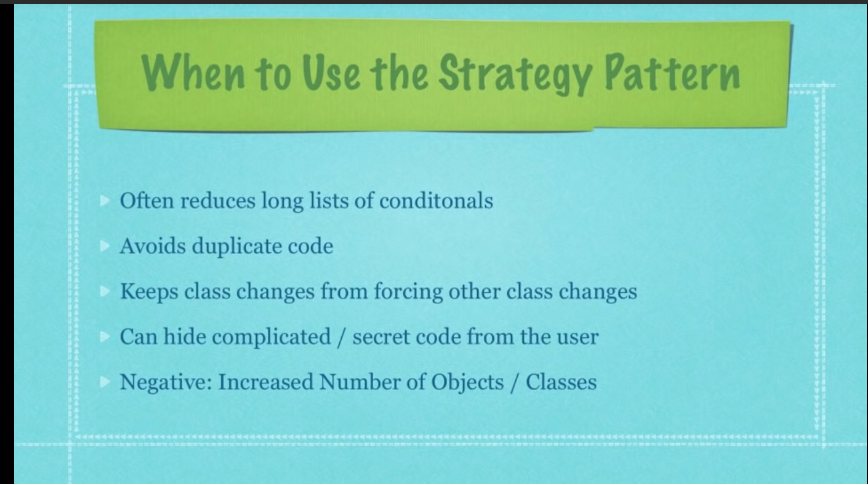 When to Use the Strategy Pattern
Often reduces long lists of conditonals
Avoids duplicate code
Keeps class changes from forcing other class changes
Can hide complicated / secret code from the user
Negative: Increased Number of Objects / Classes